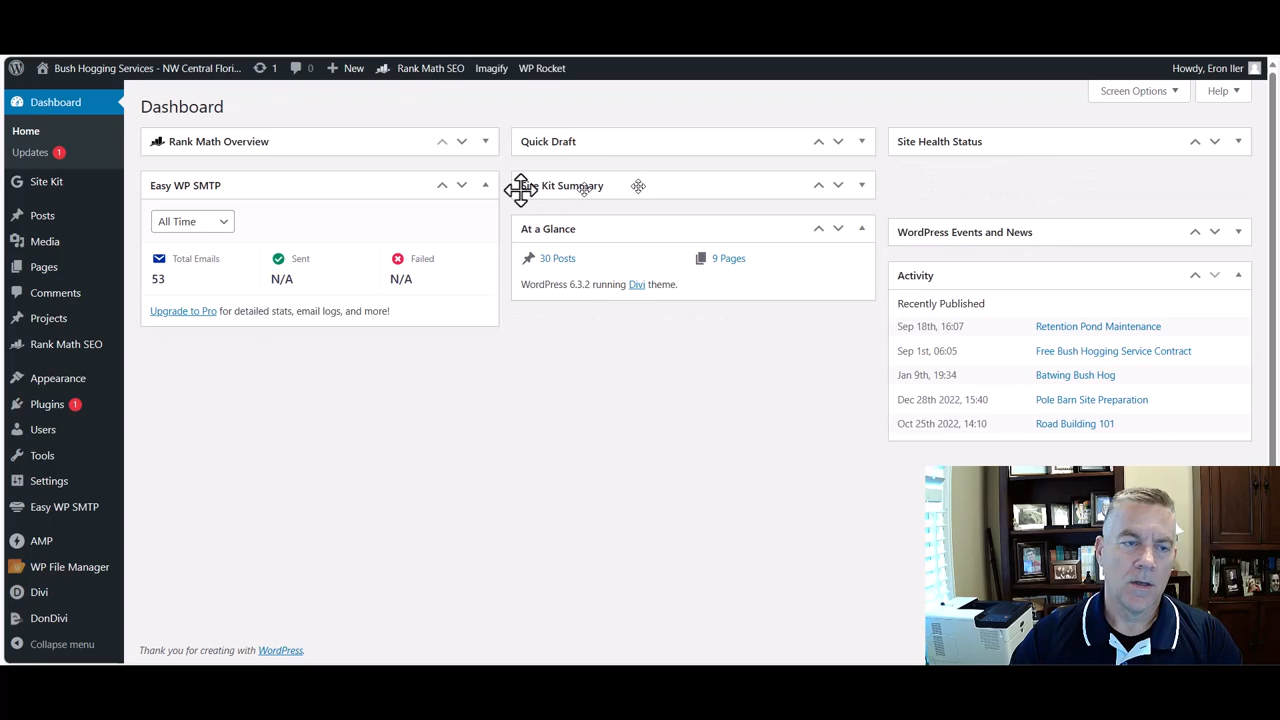 Bush Hogging Services - NW Central Flori... 1 0 New Rank Math SEO Imagify WP Rocket Howdy, Eron Iler
Dashboard
Home
Updates 1
Site Kit
Posts
Media
Pages
Comments
Projects
Rank Math SEO
Appearance
Plugins 1
Users
Tools
Settings
Easy WP SMTP
AMP
WP File Manager
Divi
DonDivi
Collapse menu
Screen Options Help
Dashboard
Rank Math Overview
Easy WP SMTP
All Time
Total Emails Sent Failed
53 N/A N/A
Upgrade to Pro for detailed stats, email logs, and more!
Quick Draft
Kit Summary
At a Glance
30 Posts 9 Pages
WordPress 6.3.2 running Divi theme.
Site Health Status
WordPress Events and News
Activity
Recently Published
Sep 18th, 16:07 Retention Pond Maintenance
Sep 1st, 06:05 Free Bush Hogging Service Contract
Jan 9th, 19:34 Batwing Bush Hog
Dec 28th 2022, 15:40 Pole Barn Site Preparation
Oct 25th 2022, 14:10 Road Building 101
Thank you for creating with WordPress.